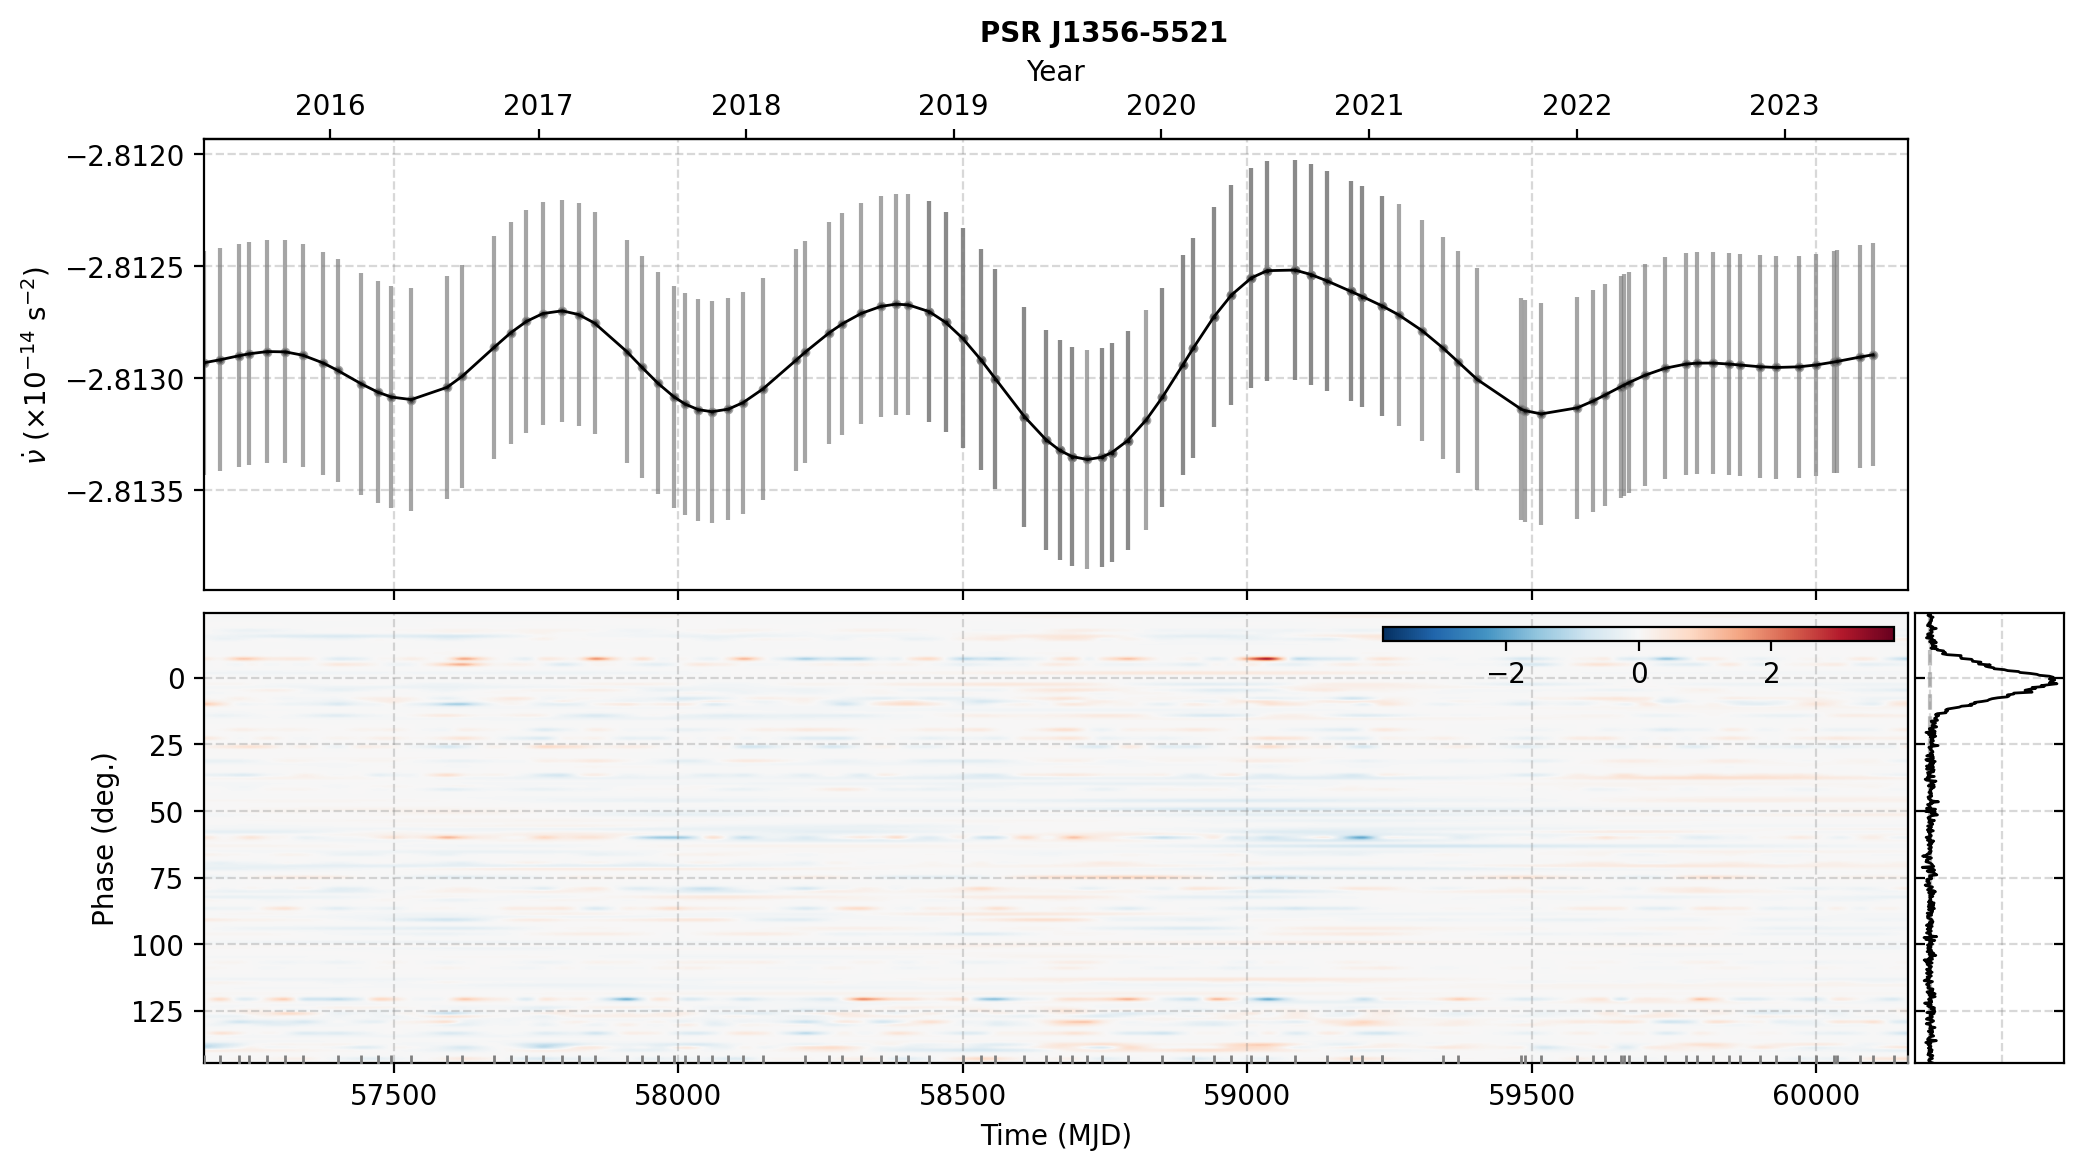 PSR J1356-5521
Year
2016 2017 2018 2019 2020 2021 2022 2023
−2.8120
−2.8125
−2.8130
−2.8135
ν̇ (×10⁻¹⁴ s⁻²)
−2 0 2
0
25
50
75
100
125
Phase (deg.)
57500 58000 58500 59000 59500 60000
Time (MJD)